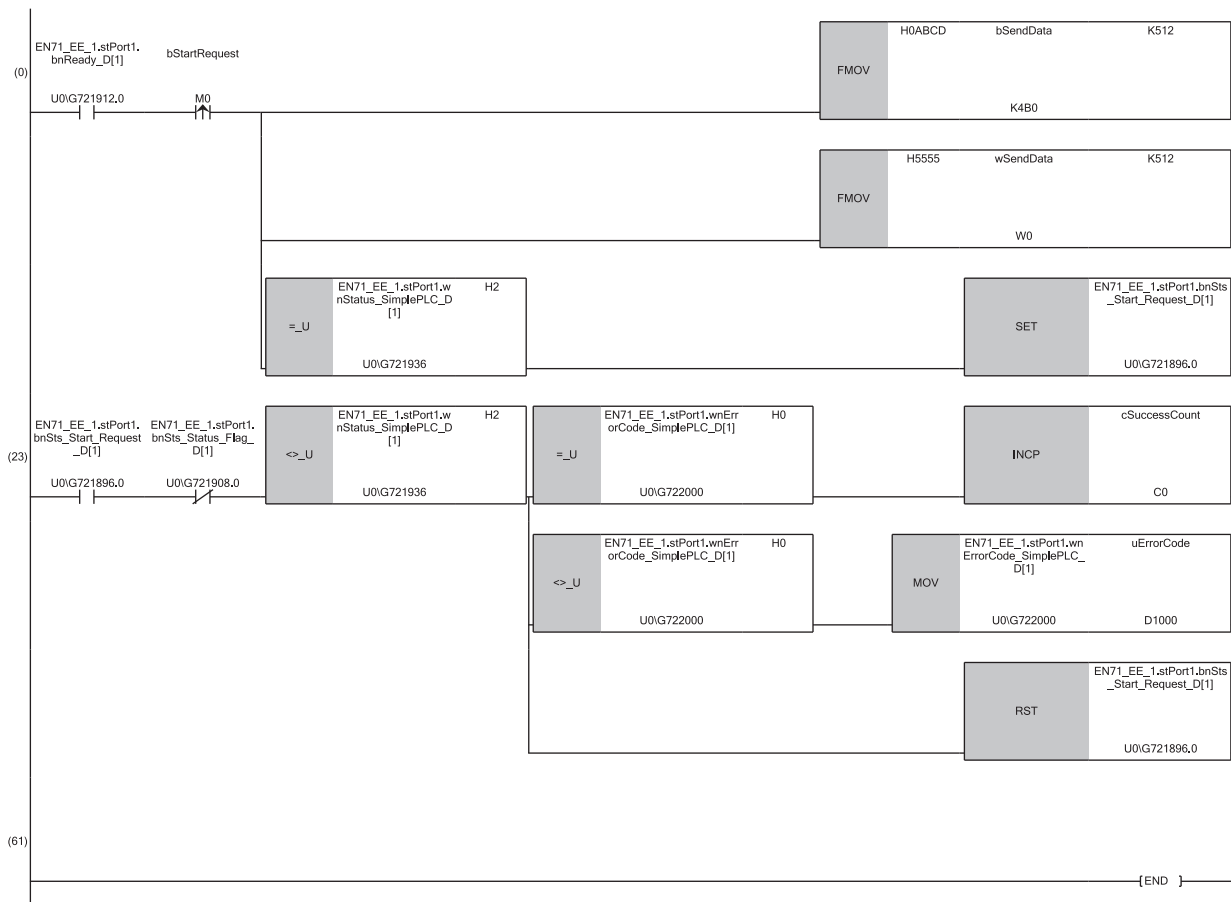 H0ABCD bSendData K512
EN71_EE_1.stPort1.
bnReady_D[1]
bStartRequest
(0)
FMOV
U0\G721912.0 M0
K4B0
H5555 wSendData K512
FMOV
W0
EN71_EE_1.stPort1.w
nStatus_SimplePLC_D
[1]
H2
EN71_EE_1.stPort1.bnSts
_Start_Request_D[1]
=_U
SET
U0\G721936
U0\G721896.0
EN71_EE_1.stPort1.
bnSts_Start_Request
_D[1]
EN71_EE_1.stPort1.
bnSts_Status_Flag_
D[1]
EN71_EE_1.stPort1.w
nStatus_SimplePLC_D
[1]
H2
EN71_EE_1.stPort1.wnErr
orCode_SimplePLC_D[1]
H0
cSuccessCount
(23)
<>_U
=_U
INCP
U0\G721896.0 U0\G721908.0
U0\G721936
U0\G722000
C0
EN71_EE_1.stPort1.wnErr
orCode_SimplePLC_D[1]
H0
EN71_EE_1.stPort1.wn
ErrorCode_SimplePLC_
D[1]
uErrorCode
<>_U
MOV
U0\G722000
U0\G722000
D1000
EN71_EE_1.stPort1.bnSts
_Start_Request_D[1]
RST
U0\G721896.0
(61)
END